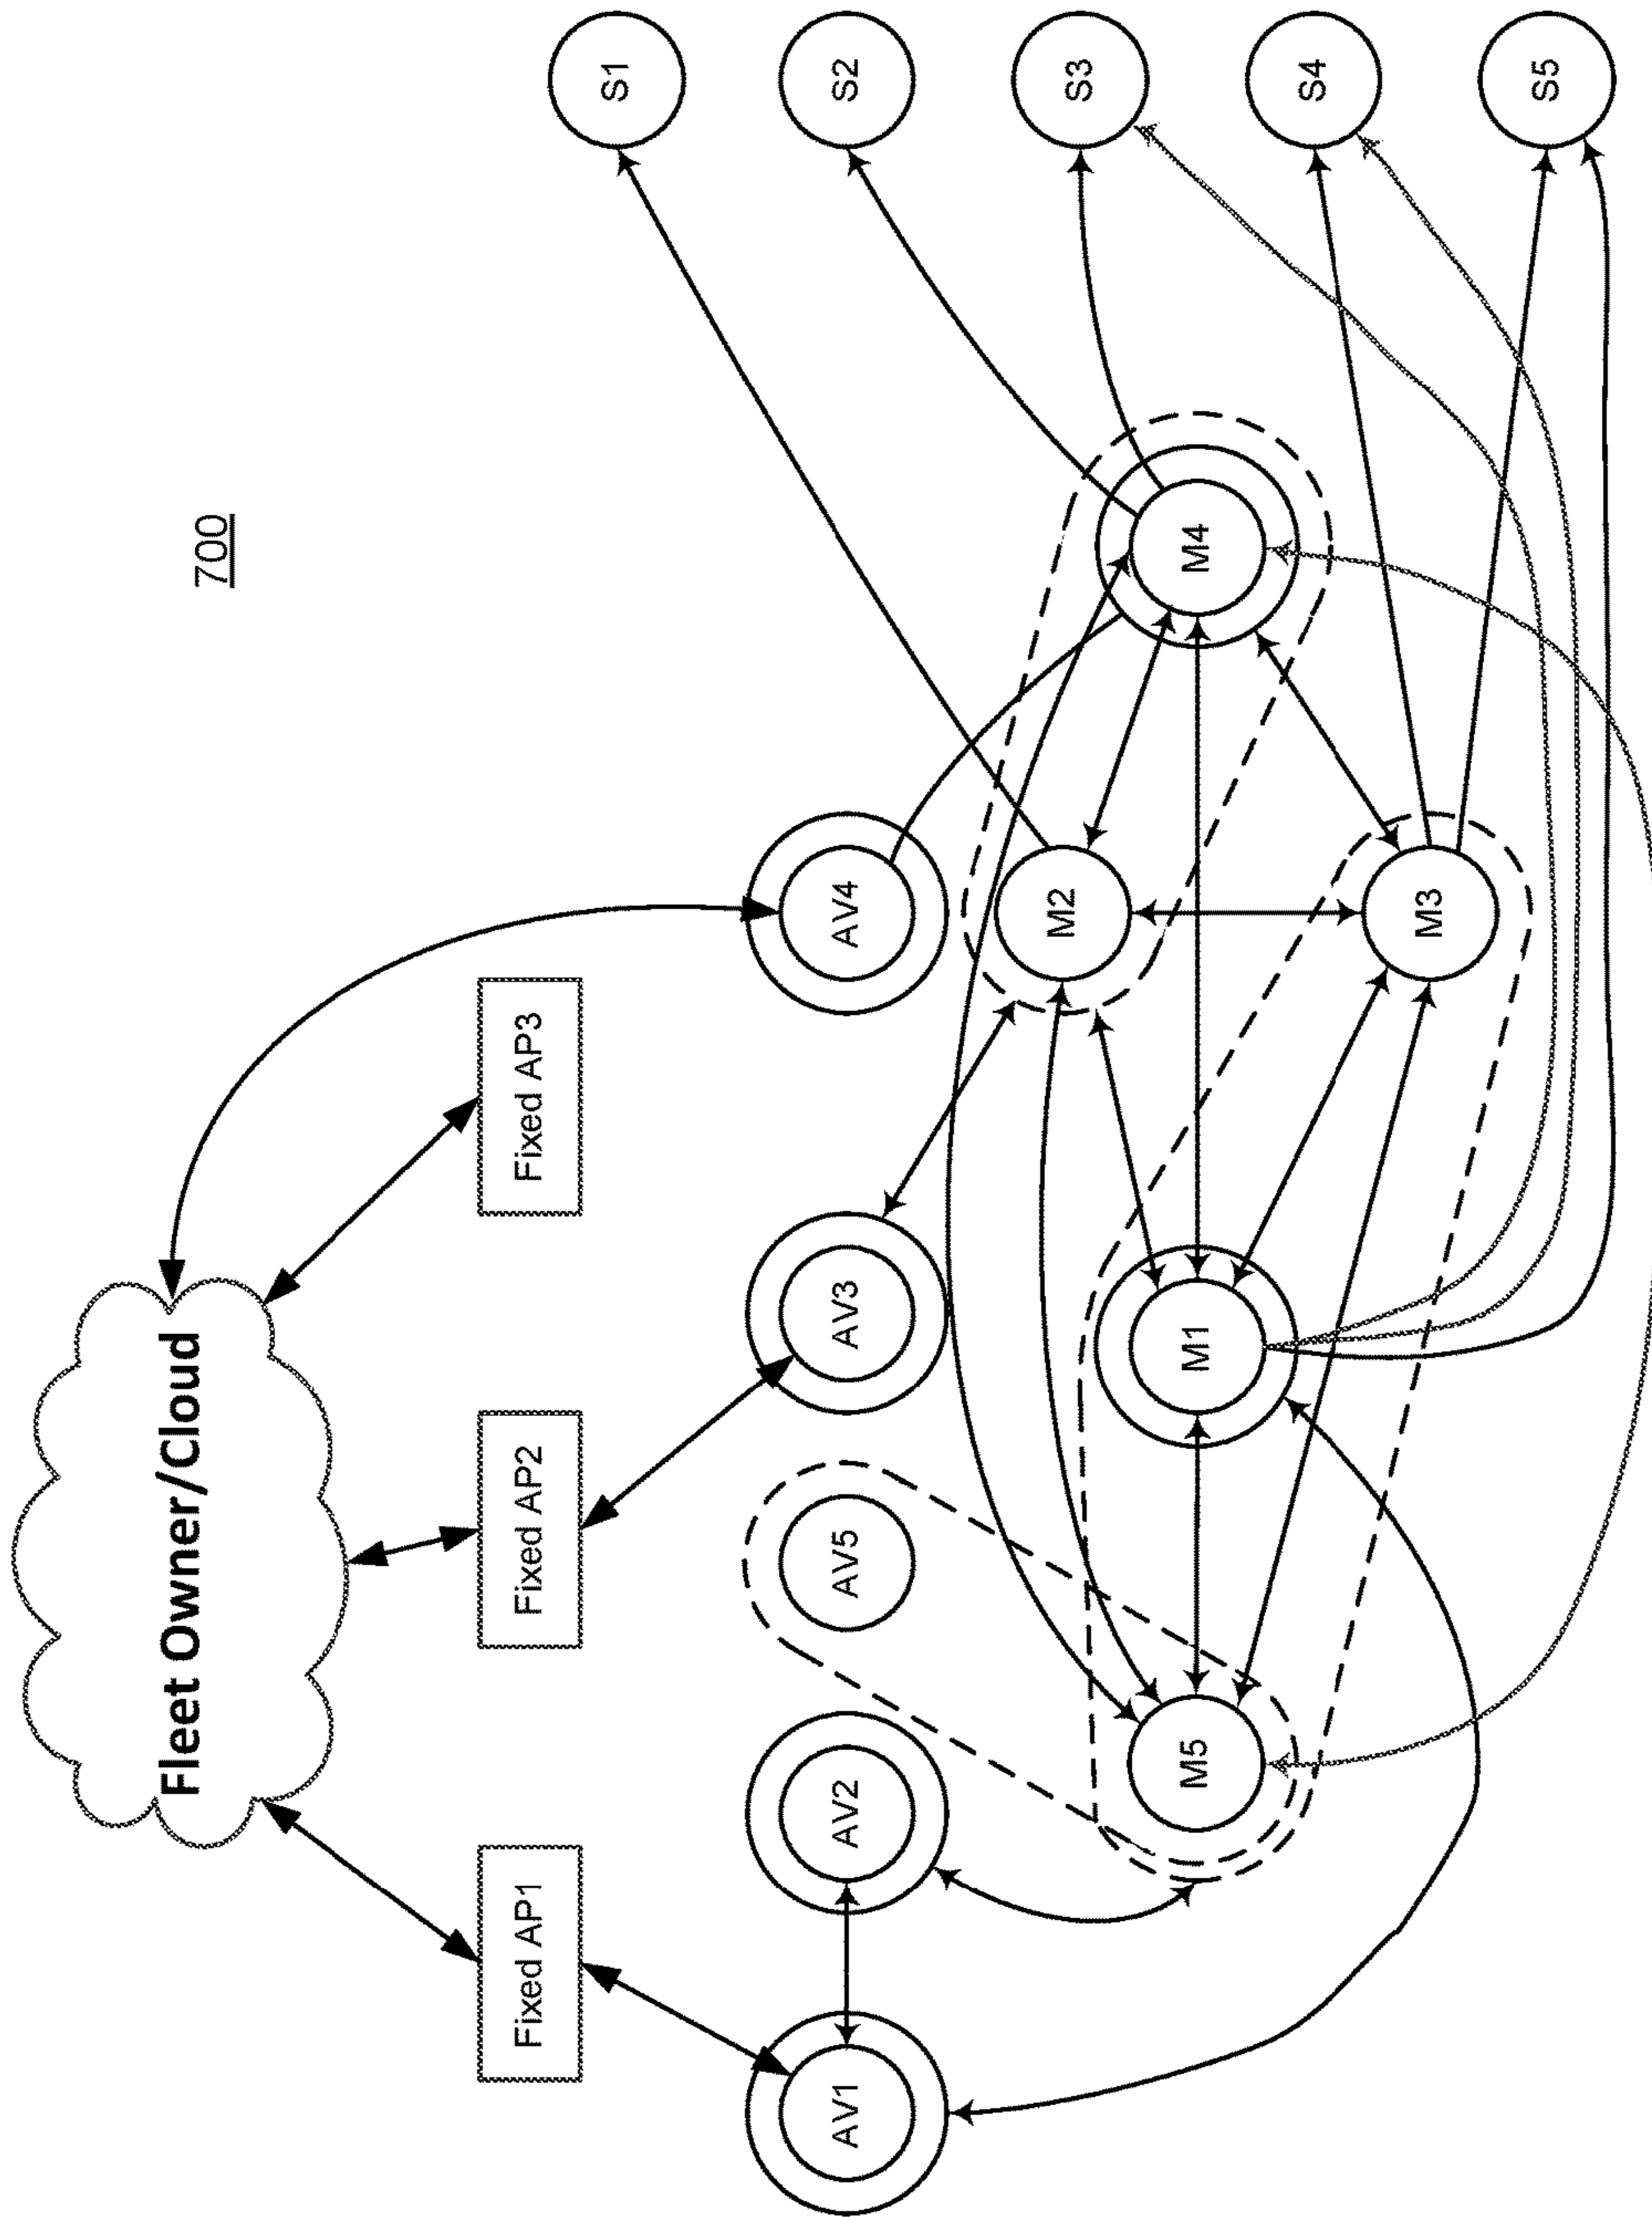 700
Fleet Owner/Cloud
Fixed AP1
Fixed AP2
Fixed AP3
AV1
AV2
AV5
AV3
AV4
M5
M1
M2
M3
M4
S1
S2
S3
S4
S5